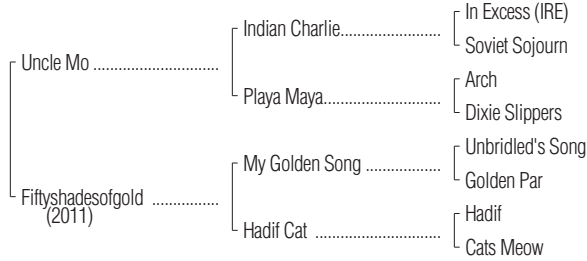 In Excess (IRE)
Indian Charlie
Soviet Sojourn
Uncle Mo
Arch
Playa Maya
Dixie Slippers
Unbridled's Song
My Golden Song
Golden Par
Fiftyshadesofgold
(2011)
Hadif
Hadif Cat
Cats Meow